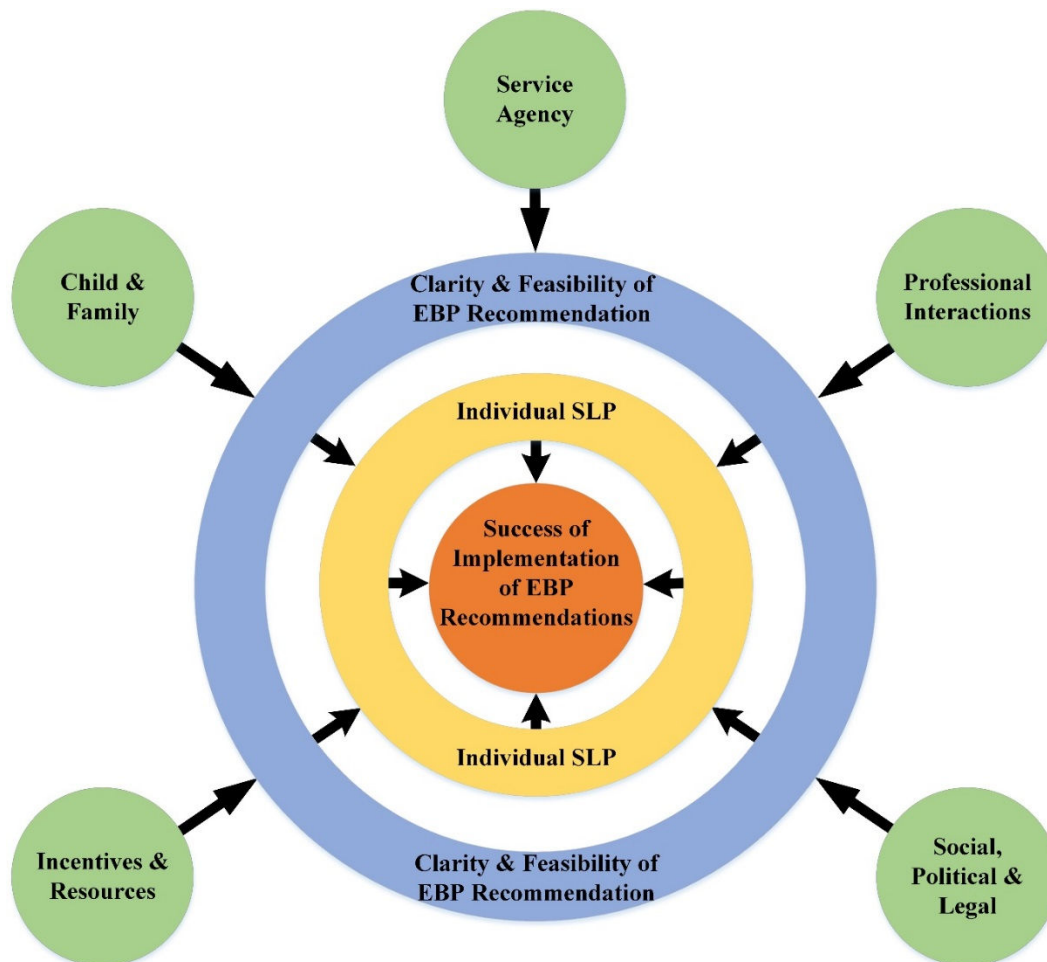 Service
Agency
Child &
Family
Clarity & Feasibility of
EBP Recommendation
Professional
Interactions
Individual SLP
Success of
Implementation
of EBP
Recommendations
Individual SLP
Incentives &
Resources
Clarity & Feasibility of
EBP Recommendation
Social,
Political &
Legal